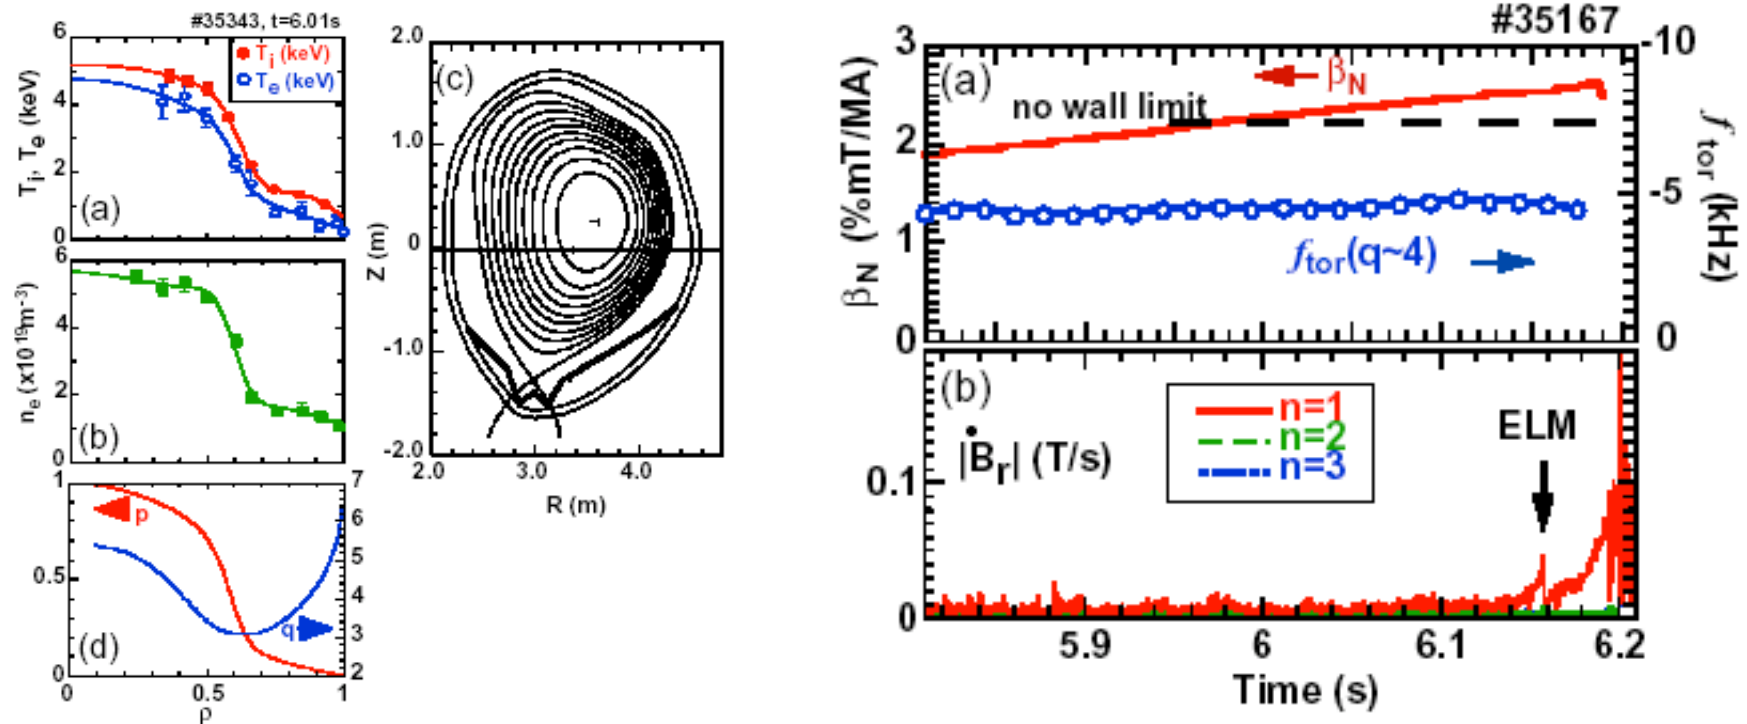 #35343, t=6.01s
6
4
2
0
T_i, T_e (keV)
T_i (keV)
T_e (keV)
(a)
6
4
2
0
n_e (x10^19 m^-3)
(b)
1
0.5
0
7
6
5
4
3
2
p
q
(d)
0
0.5
1
ρ
(c)
2.0
1.0
0
-1.0
-2.0
Z (m)
2.0
3.0
4.0
R (m)
#35167
3
2
1
0
β_N (%mT/MA)
(a)
β_N
no wall limit
f_tor(q~4)
-10
-5
0
f_tor (kHz)
(b)
n=1
n=2
n=3
|Ḃ_r| (T/s)
ELM
0.1
0
5.9
6
6.1
6.2
Time (s)